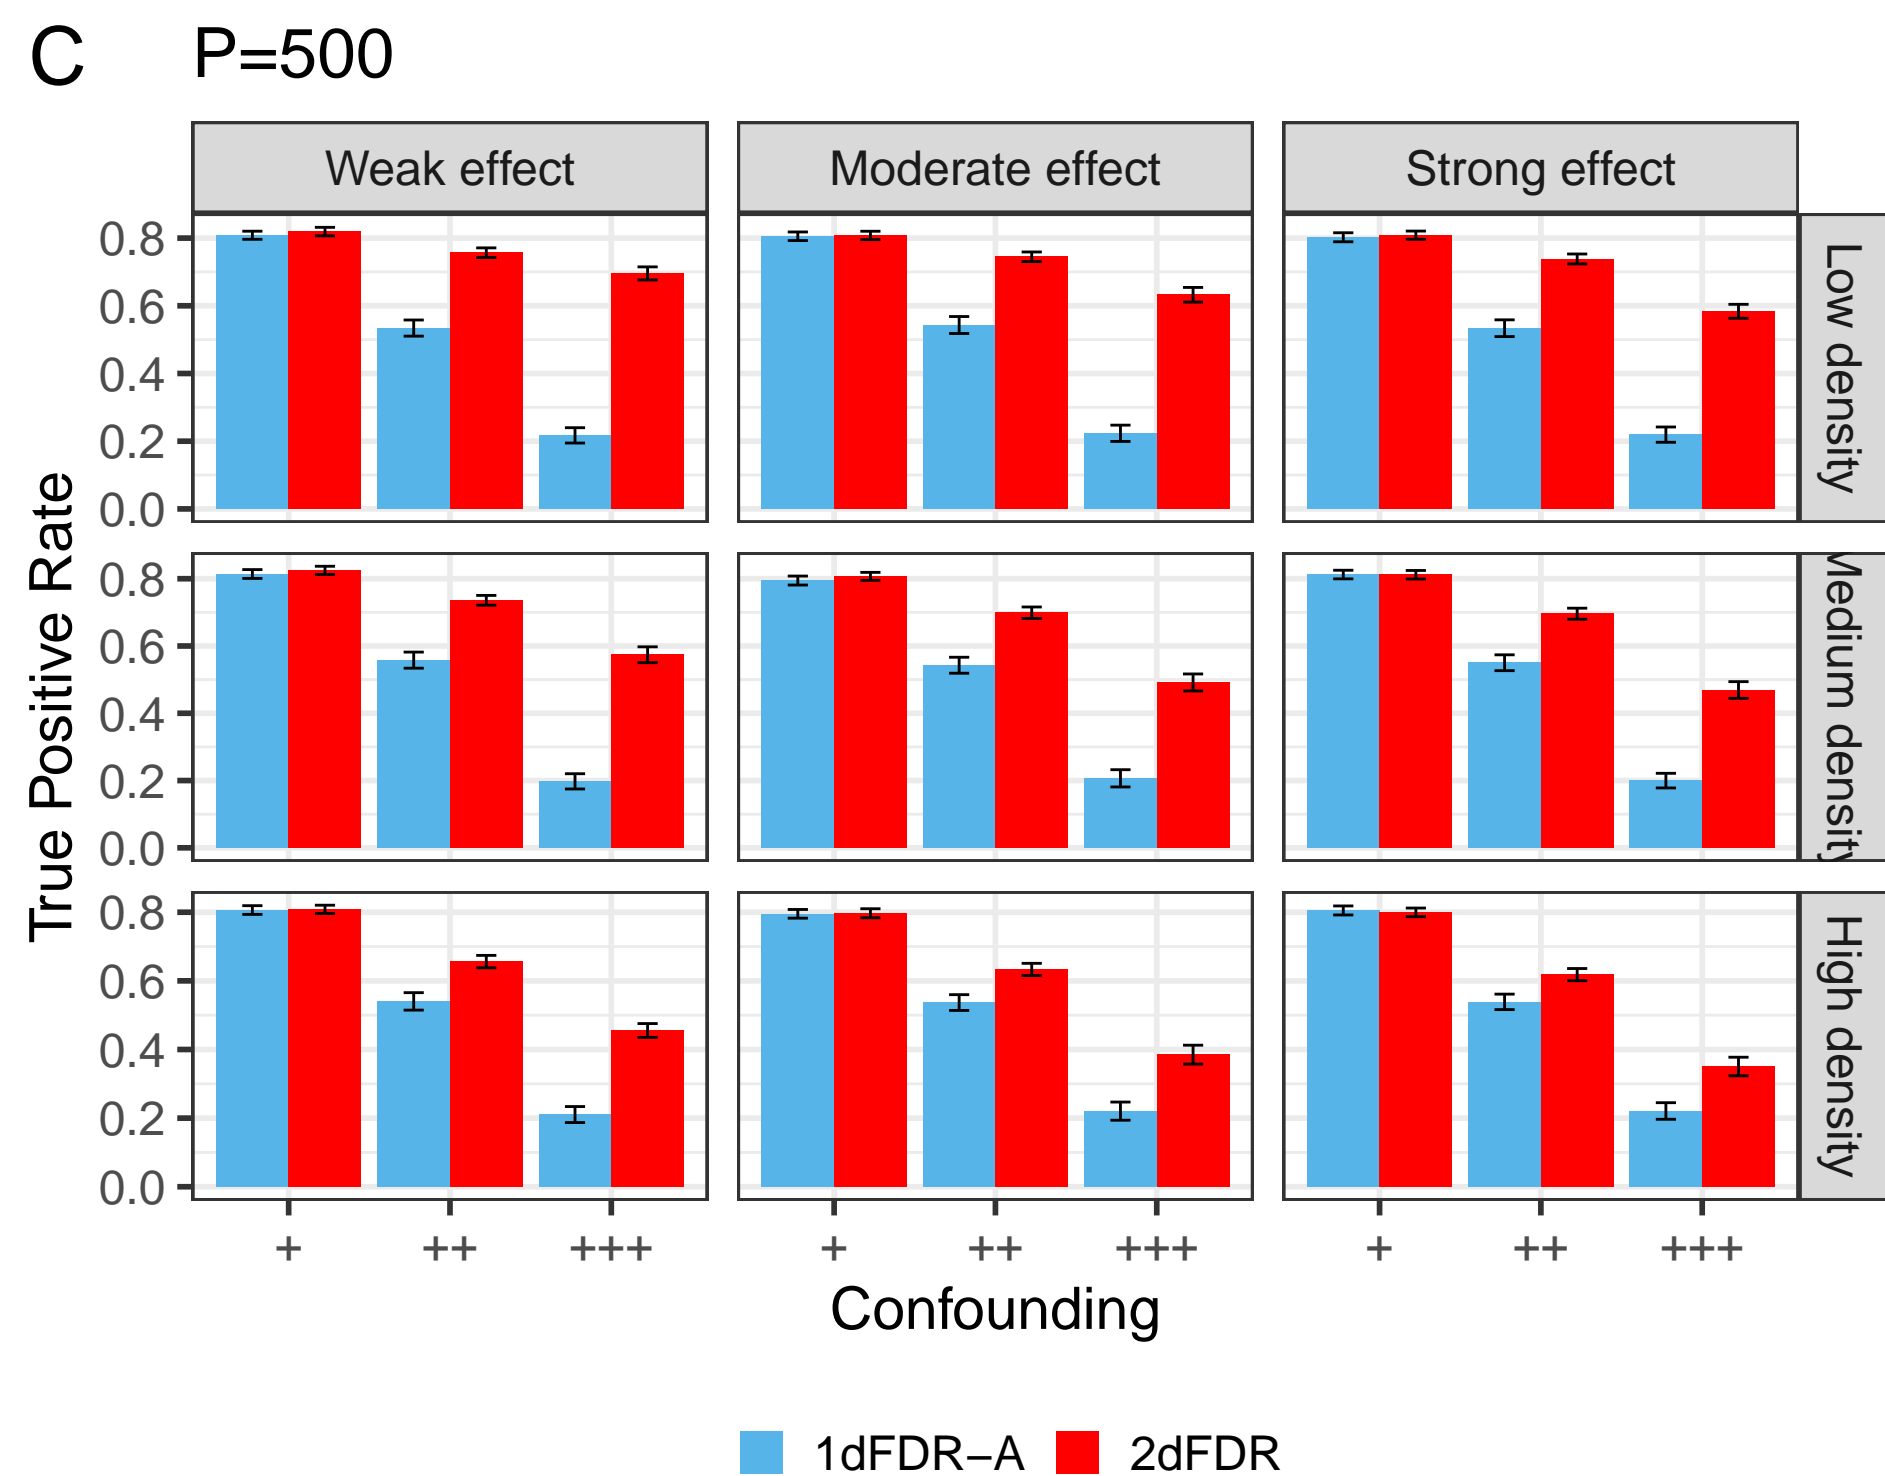 C P=500
Weak effect Moderate effect Strong effect
0.8
0.6
0.4
0.2
0.0
Low density
0.8
0.6
0.4
0.2
0.0
Medium density
0.8
0.6
0.4
0.2
0.0
High density
True Positive Rate
+ ++ +++ + ++ +++ + ++ +++
Confounding
1dFDR−A 2dFDR